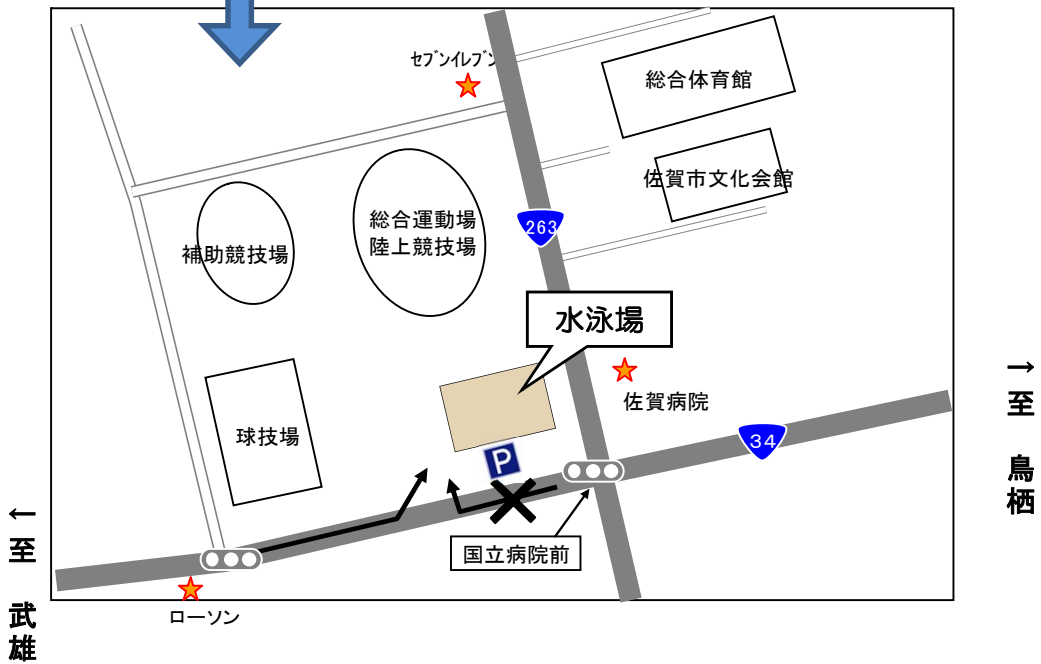 セブンイレブン
総合体育館
佐賀市文化会館
263
総合運動場
陸上競技場
補助競技場
水泳場
佐賀病院
→至 鳥栖
34
球技場
P
国立病院前
←至 武雄
ローソン